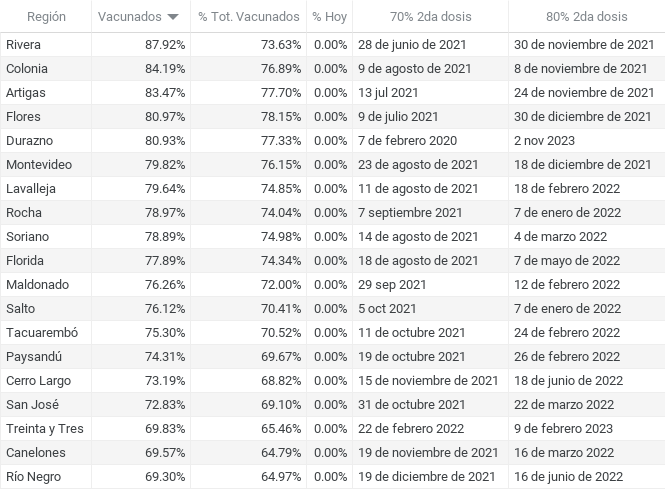 Región Vacunados % Tot. Vacunados % Hoy 70% 2da dosis 80% 2da dosis
Rivera 87.92% 73.63% 0.00% 28 de junio de 2021 30 de noviembre de 2021
Colonia 84.19% 76.89% 0.00% 9 de agosto de 2021 8 de noviembre de 2021
Artigas 83.47% 77.70% 0.00% 13 jul 2021 24 de noviembre de 2021
Flores 80.97% 78.15% 0.00% 9 de julio 2021 30 de diciembre de 2021
Durazno 80.93% 77.33% 0.00% 7 de febrero 2020 2 nov 2023
Montevideo 79.82% 76.15% 0.00% 23 de agosto de 2021 18 de diciembre de 2021
Lavalleja 79.64% 74.85% 0.00% 11 de agosto de 2021 18 de febrero 2022
Rocha 78.97% 74.04% 0.00% 7 septiembre 2021 7 de enero de 2022
Soriano 78.89% 74.98% 0.00% 14 de agosto de 2021 4 de marzo 2022
Florida 77.89% 74.34% 0.00% 18 de agosto de 2021 7 de mayo de 2022
Maldonado 76.26% 72.00% 0.00% 29 sep 2021 12 de febrero 2022
Salto 76.12% 70.41% 0.00% 5 oct 2021 7 de enero de 2022
Tacuarembó 75.30% 70.52% 0.00% 11 de octubre 2021 24 de febrero 2022
Paysandú 74.31% 69.67% 0.00% 19 de octubre 2021 26 de febrero 2022
Cerro Largo 73.19% 68.82% 0.00% 15 de noviembre de 2021 18 de junio de 2022
San José 72.83% 69.10% 0.00% 31 de octubre 2021 22 de marzo 2022
Treinta y Tres 69.83% 65.46% 0.00% 22 de febrero 2022 9 de febrero 2023
Canelones 69.57% 64.79% 0.00% 19 de noviembre de 2021 16 de marzo 2022
Río Negro 69.30% 64.97% 0.00% 19 de diciembre de 2021 16 de junio de 2022